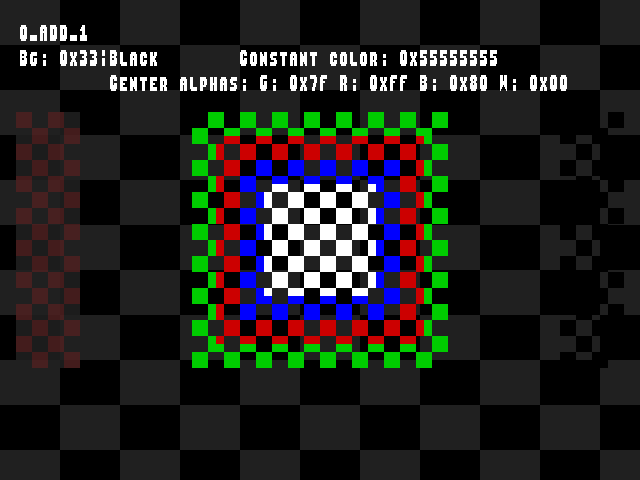 0_ADD_1
Bg: 0x33¦Black Constant color: 0x55555555
Center alphas: G: 0x7f R: 0xff B: 0x80 W: 0x00